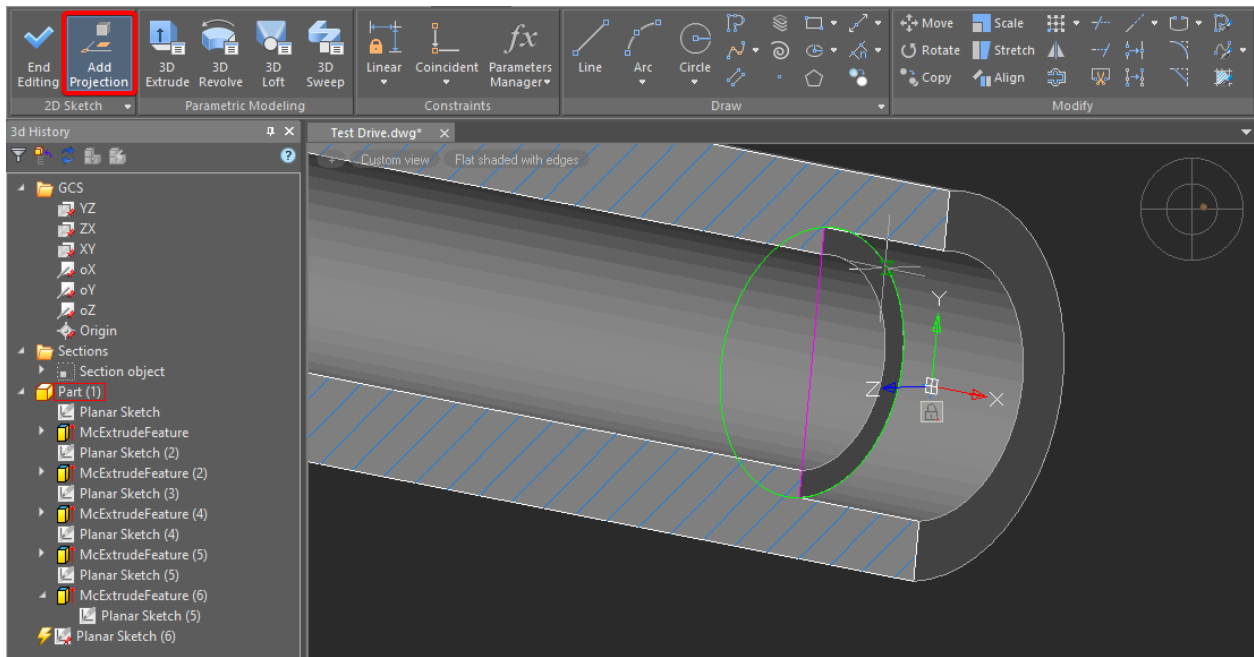 End Editing
Add Projection
3D Extrude
3D Revolve
3D Loft
3D Sweep
Linear
Coincident
fx
Parameters Manager
Line
Arc
Circle
Move
Scale
Rotate
Stretch
Copy
Align
2D Sketch
Parametric Modeling
Constraints
Draw
Modify
3d History
Test Drive.dwg*
+
Custom view
Flat shaded with edges
GCS
YZ
ZX
XY
oX
oY
oZ
Origin
Sections
Section object
Part (1)
Planar Sketch
McExtrudeFeature
Planar Sketch (2)
McExtrudeFeature (2)
Planar Sketch (3)
McExtrudeFeature (4)
Planar Sketch (4)
McExtrudeFeature (5)
Planar Sketch (5)
McExtrudeFeature (6)
Planar Sketch (5)
Planar Sketch (6)
Y
Z
X